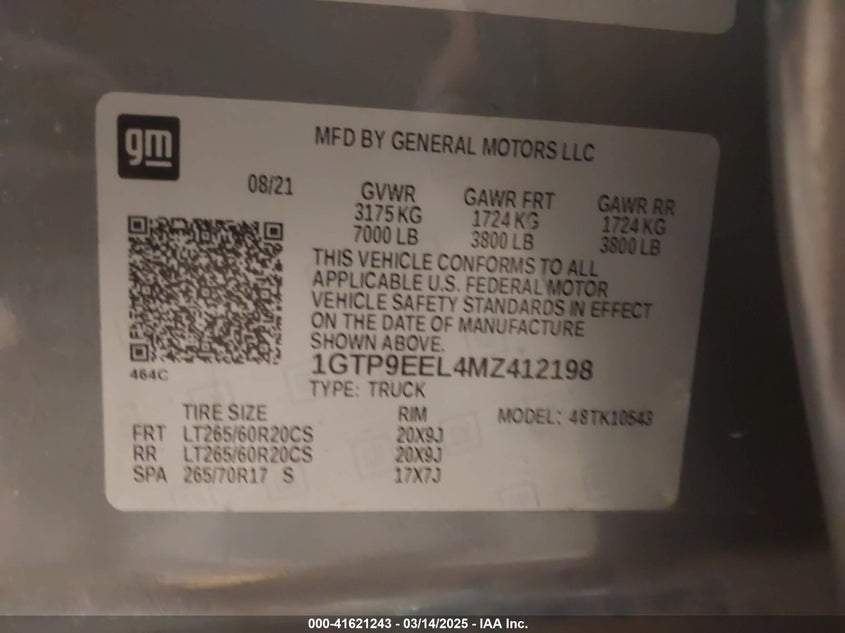 gm
MFD BY GENERAL MOTORS LLC
08/21
GVWR GAWR FRT GAWR RR
3175 KG 1724 KG 1724 KG
7000 LB 3800 LB 3800 LB
THIS VEHICLE CONFORMS TO ALL
APPLICABLE U.S. FEDERAL MOTOR
VEHICLE SAFETY STANDARDS IN EFFECT
ON THE DATE OF MANUFACTURE
SHOWN ABOVE.
464C
1GTP9EEL4MZ412198
TYPE: TRUCK
TIRE SIZE RIM MODEL: 48TK10543
FRT LT265/60R20CS 20X9J
RR LT265/60R20CS 20X9J
SPA 265/70R17 S 17X7J
000-41621243 - 03/14/2025 - IAA Inc.